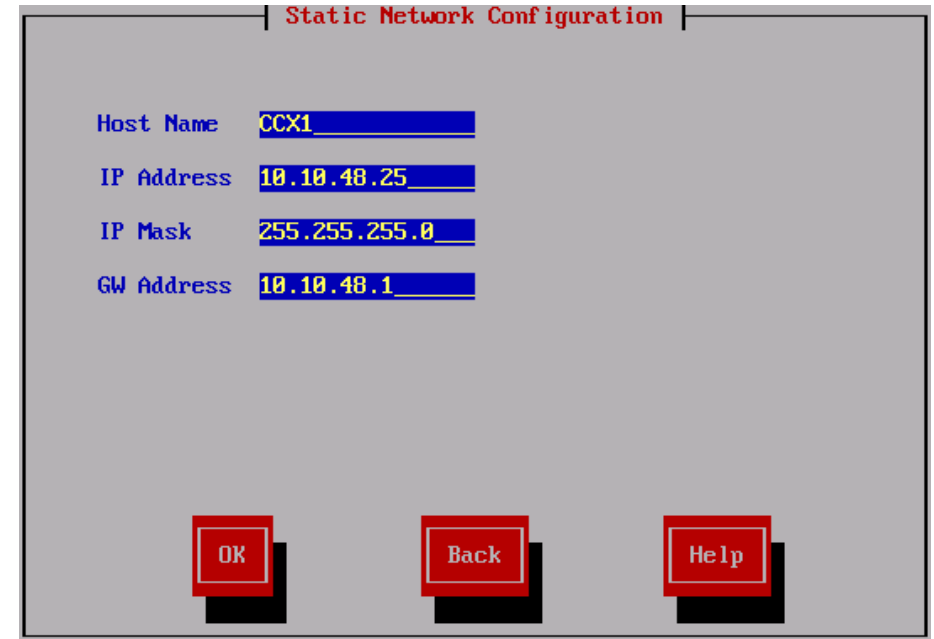 Static Network Configuration
Host Name CCX1
IP Address 10.10.48.25
IP Mask 255.255.255.0
GW Address 10.10.48.1
OK Back Help